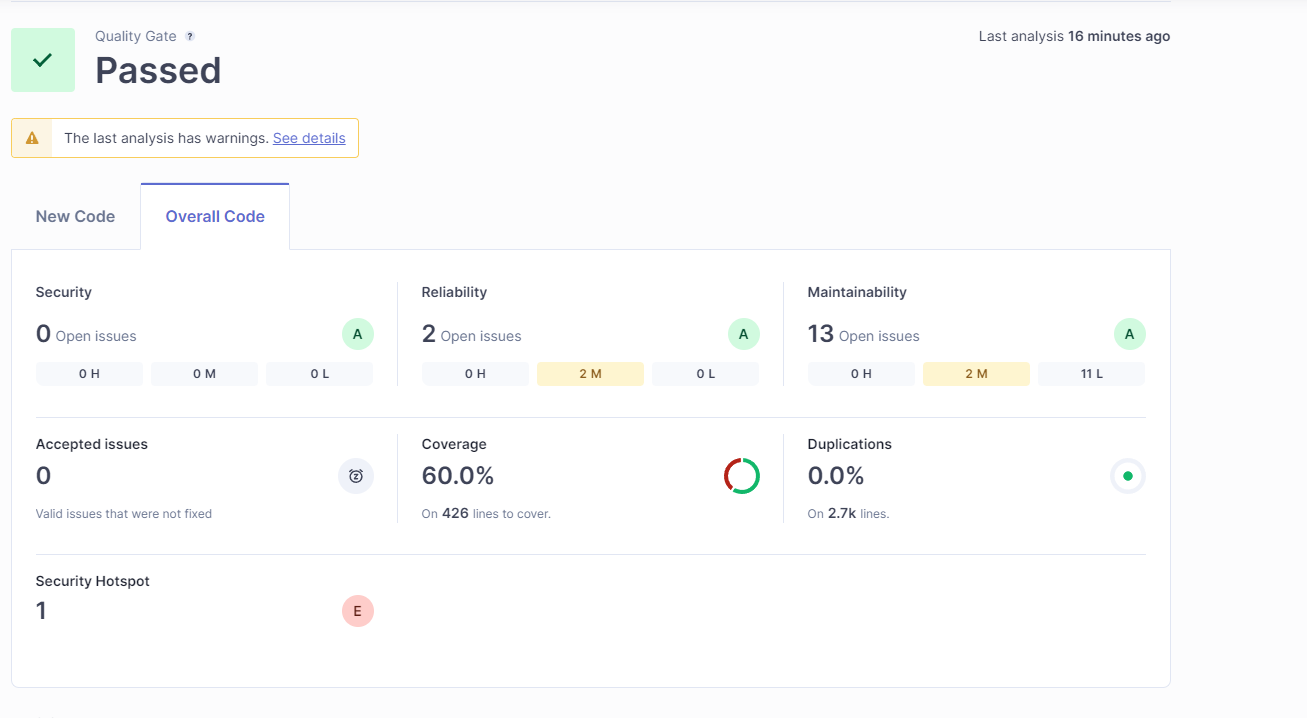 Quality Gate ?
Last analysis 16 minutes ago
Passed
The last analysis has warnings. See details
New Code
Overall Code
Security
0 Open issues
A
0 H
0 M
0 L
Reliability
2 Open issues
A
0 H
2 M
0 L
Maintainability
13 Open issues
A
0 H
2 M
11 L
Accepted issues
0
Valid issues that were not fixed
Coverage
60.0%
On 426 lines to cover.
Duplications
0.0%
On 2.7k lines.
Security Hotspot
1
E